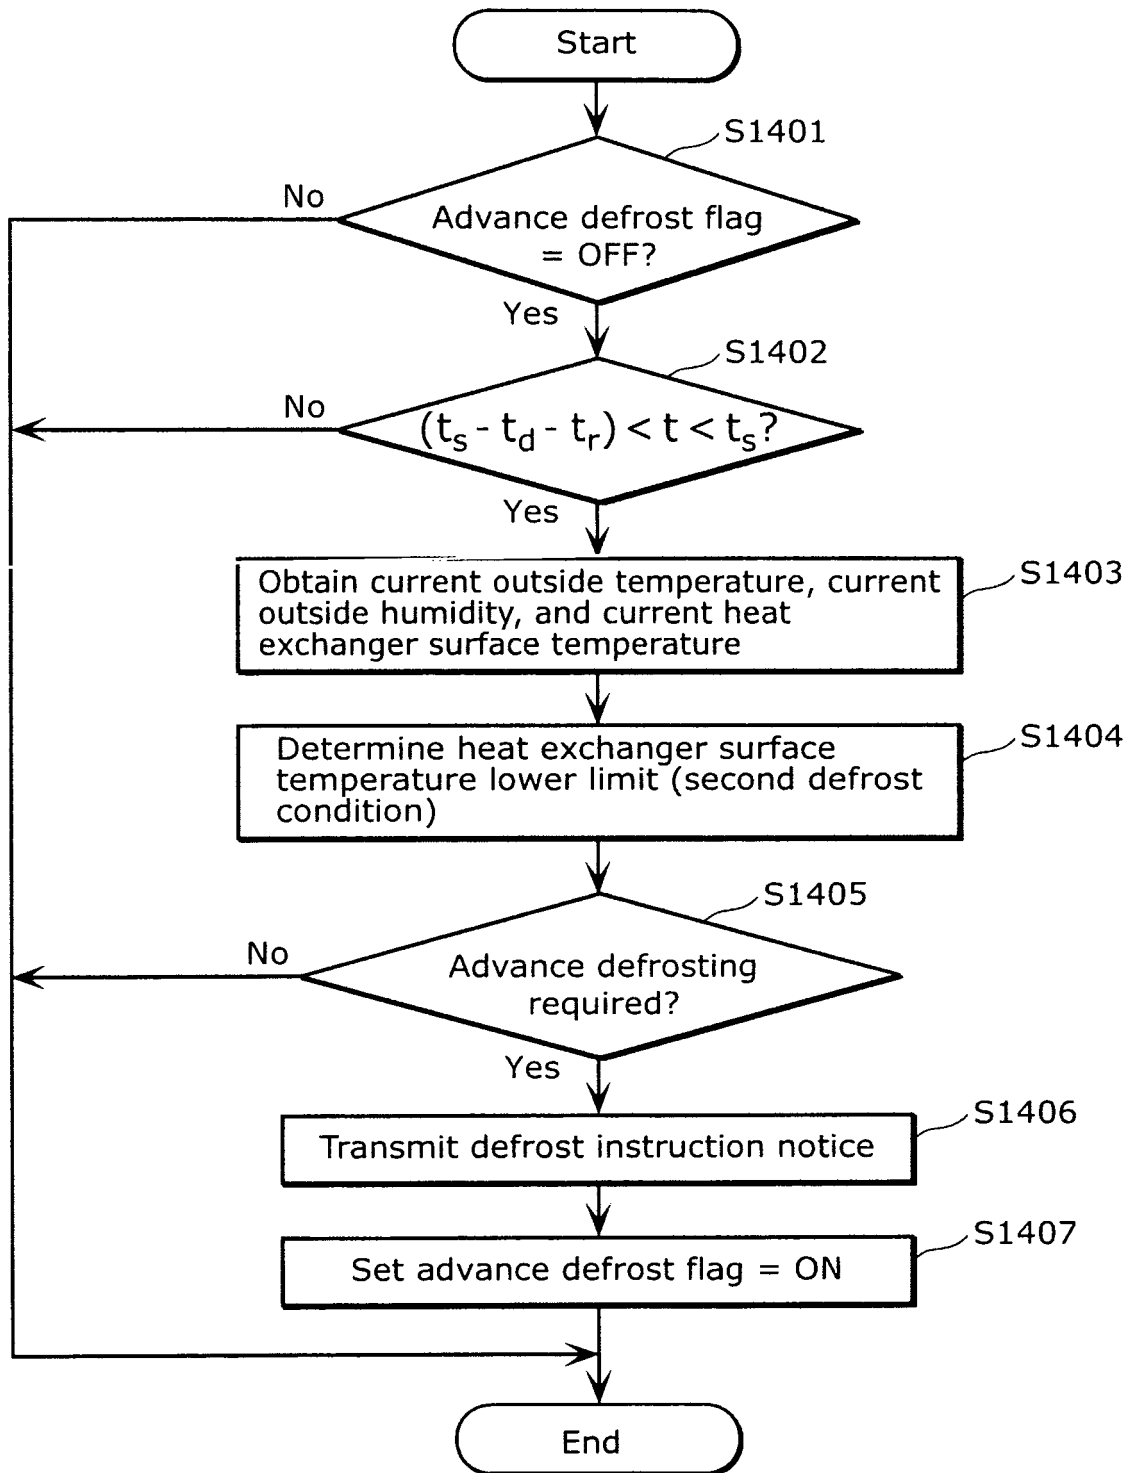 Start
S1401
No
Advance defrost flag
= OFF?
Yes
S1402
No
(ts - td - tr) < t < ts?
Yes
S1403
Obtain current outside temperature, current
outside humidity, and current heat
exchanger surface temperature
S1404
Determine heat exchanger surface
temperature lower limit (second defrost
condition)
S1405
No
Advance defrosting
required?
Yes
S1406
Transmit defrost instruction notice
S1407
Set advance defrost flag = ON
End